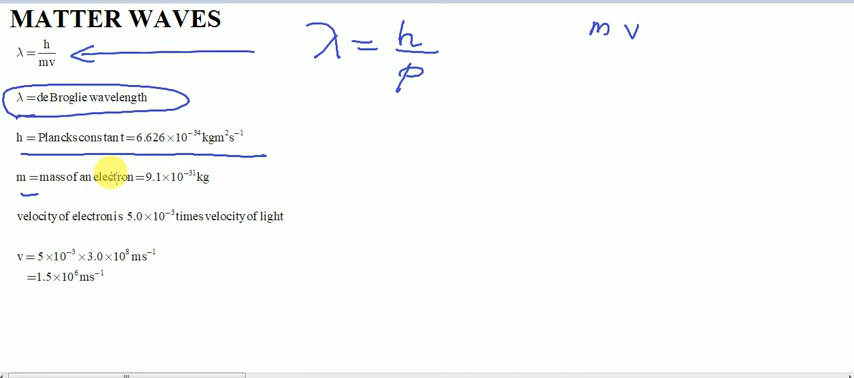 MATTER WAVES
λ = h/mv
λ = h/p
m v
λ = de Broglie wavelength
h = Plancks constant = 6.626×10⁻³⁴ kgm²s⁻¹
m = mass of an electron = 9.1×10⁻³¹ kg
velocity of electron is 5.0×10⁻³ times velocity of light
v = 5×10⁻³ ×3.0×10⁸ ms⁻¹
=1.5×10⁶ ms⁻¹